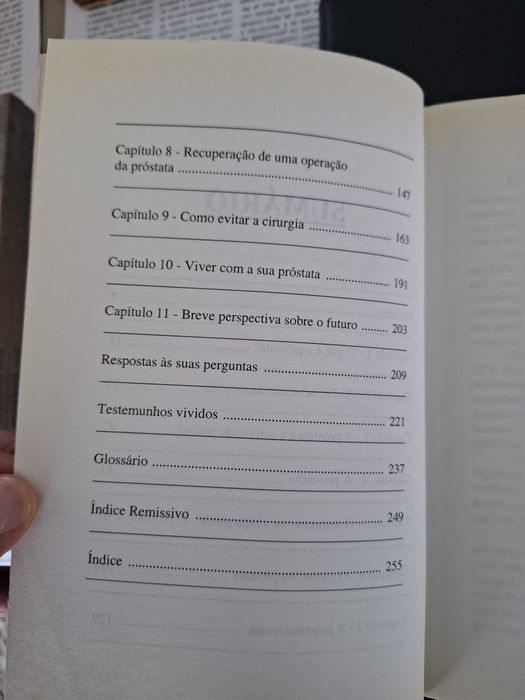 Capítulo 8 - Recuperação de uma operação
da próstata ........................................................ 147
Capítulo 9 - Como evitar a cirurgia ..................... 163
Capítulo 10 - Viver com a sua próstata ................ 191
Capítulo 11 - Breve perspectiva sobre o futuro ........ 203
Respostas às suas perguntas ............................... 209
Testemunhos vividos .......................................... 221
Glossário .......................................................... 237
Índice Remissivo ................................................ 249
Índice ............................................................... 255